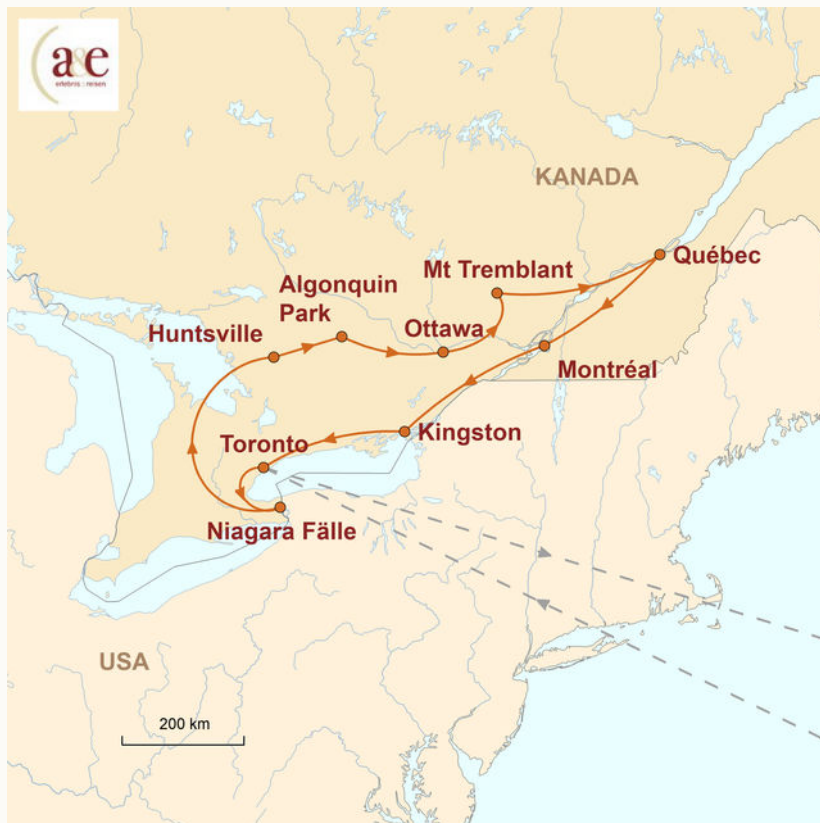 a&e
erlebnis : reisen
KANADA
Québec
Mt Tremblant
Algonquin
Park
Ottawa
Huntsville
Montréal
Kingston
Toronto
Niagara Fälle
USA
200 km